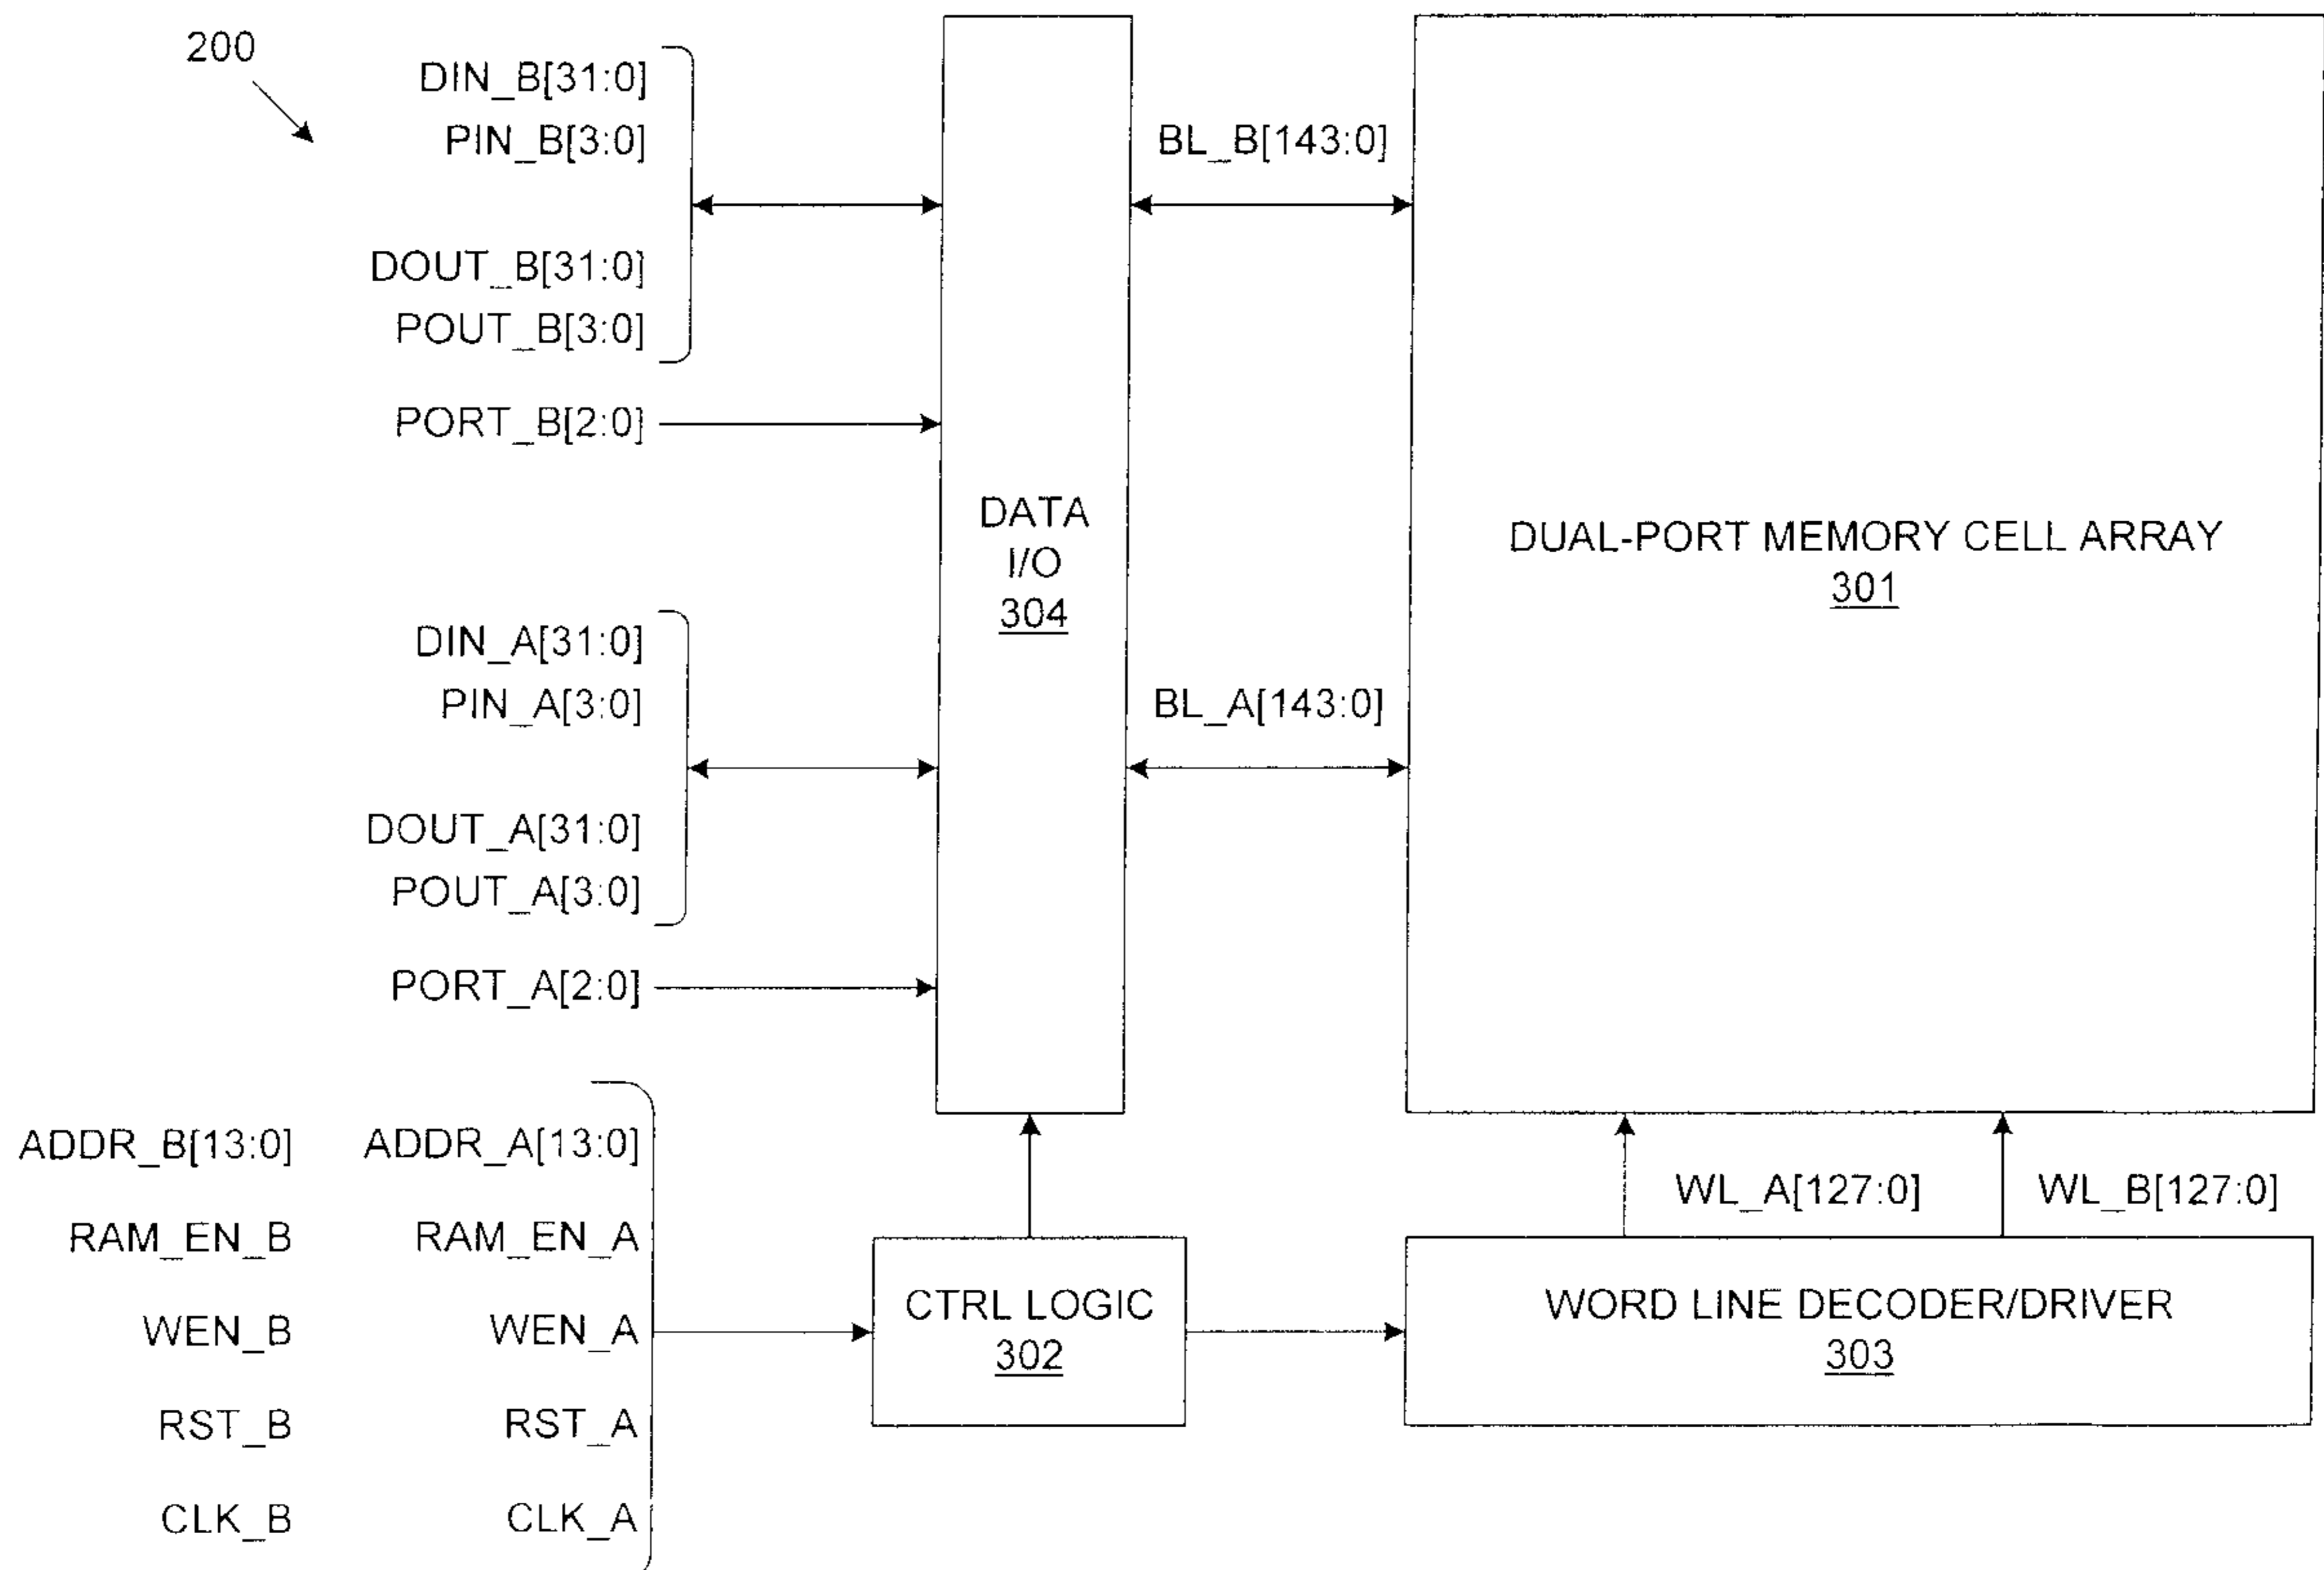 200
DIN_B[31:0]
PIN_B[3:0]
DOUT_B[31:0]
POUT_B[3:0]
PORT_B[2:0]
BL_B[143:0]
DATA
I/O
304
DUAL-PORT MEMORY CELL ARRAY
301
DIN_A[31:0]
PIN_A[3:0]
DOUT_A[31:0]
POUT_A[3:0]
PORT_A[2:0]
BL_A[143:0]
ADDR_B[13:0] ADDR_A[13:0]
RAM_EN_B RAM_EN_A
WEN_B WEN_A
RST_B RST_A
CLK_B CLK_A
CTRL LOGIC
302
WL_A[127:0] WL_B[127:0]
WORD LINE DECODER/DRIVER
303